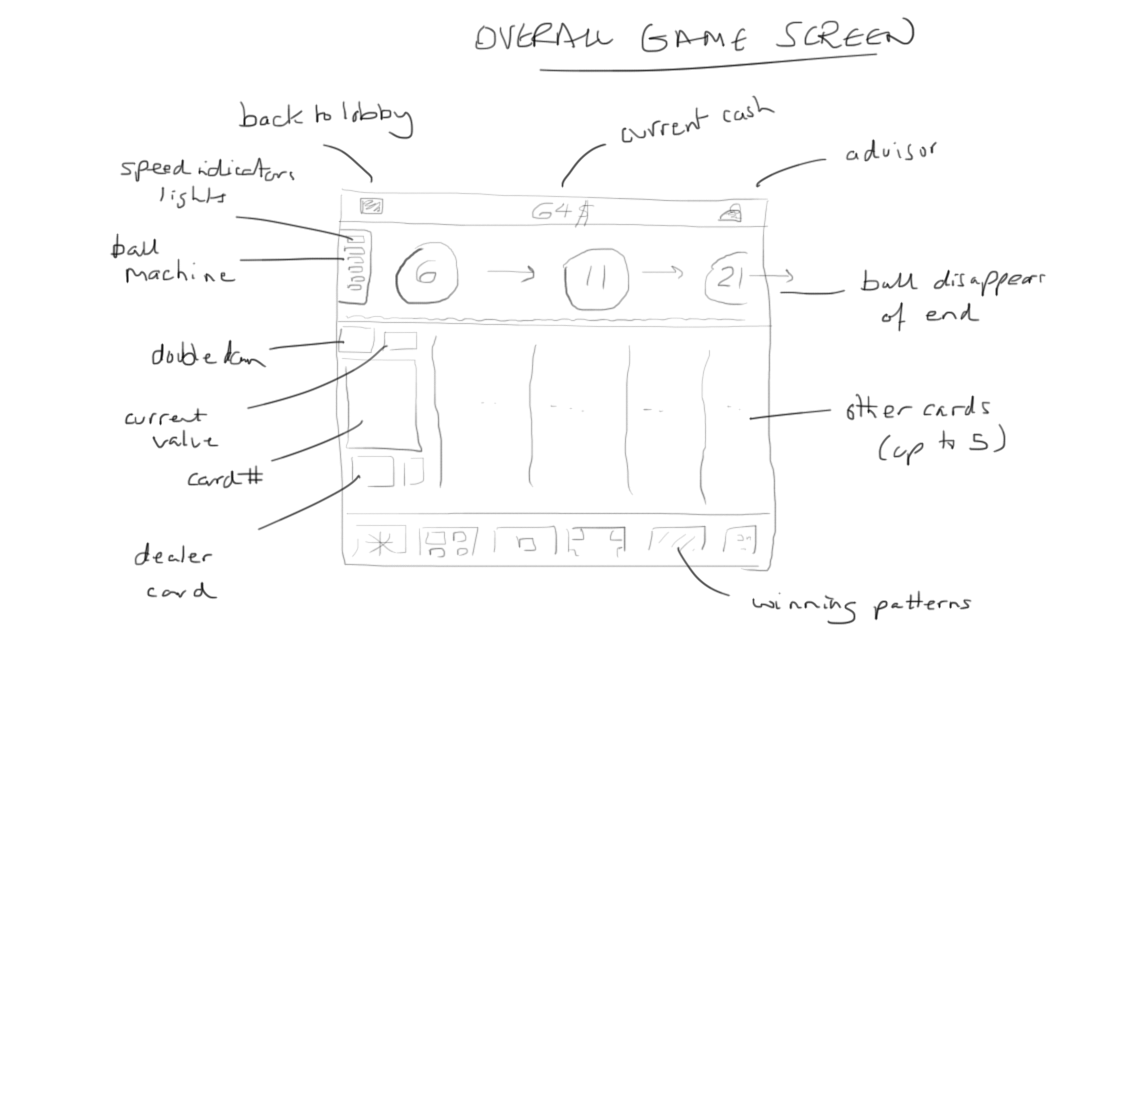 OVERALL GAME SCREEN
back to lobby
current cash
advisor
speed indicators
lights
ball
machine
64$
6
11
21
ball disappears
of end
double down
current
value
card#
other cards
(up to 5)
dealer
card
winning patterns